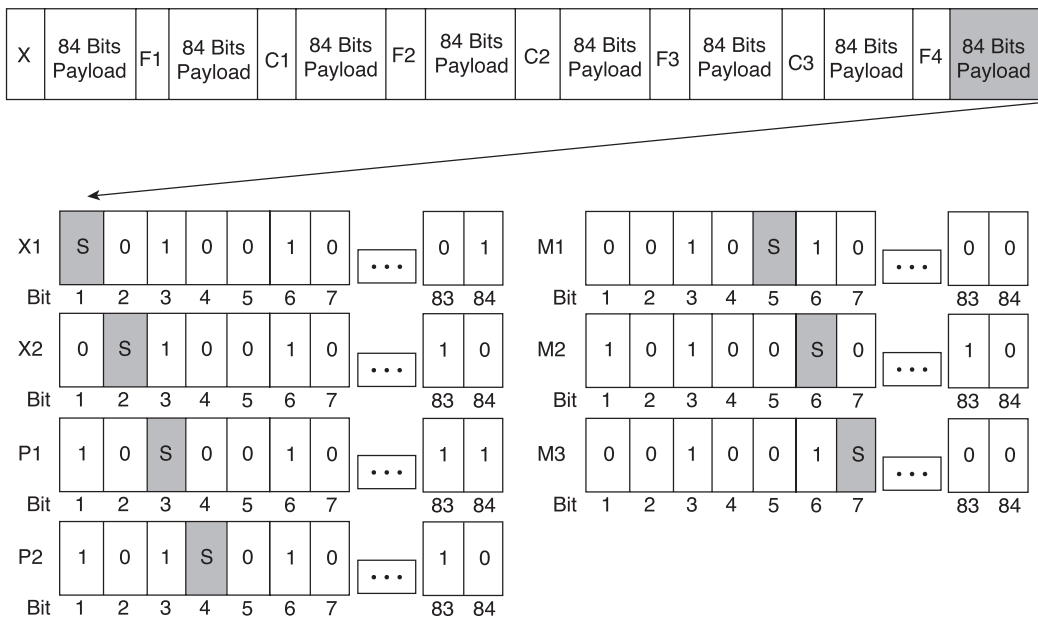 X 84 Bits Payload F1 84 Bits Payload C1 84 Bits Payload F2 84 Bits Payload C2 84 Bits Payload F3 84 Bits Payload C3 84 Bits Payload F4 84 Bits Payload
X1 S 0 1 0 0 1 0 ... 0 1
Bit 1 2 3 4 5 6 7 83 84
X2 0 S 1 0 0 1 0 ... 1 0
Bit 1 2 3 4 5 6 7 83 84
P1 1 0 S 0 0 1 0 ... 1 1
Bit 1 2 3 4 5 6 7 83 84
P2 1 0 1 S 0 1 0 ... 1 0
Bit 1 2 3 4 5 6 7 83 84
M1 0 0 1 0 S 1 0 ... 0 0
Bit 1 2 3 4 5 6 7 83 84
M2 1 0 1 0 0 S 0 ... 1 0
Bit 1 2 3 4 5 6 7 83 84
M3 0 0 1 0 0 1 S ... 0 0
Bit 1 2 3 4 5 6 7 83 84